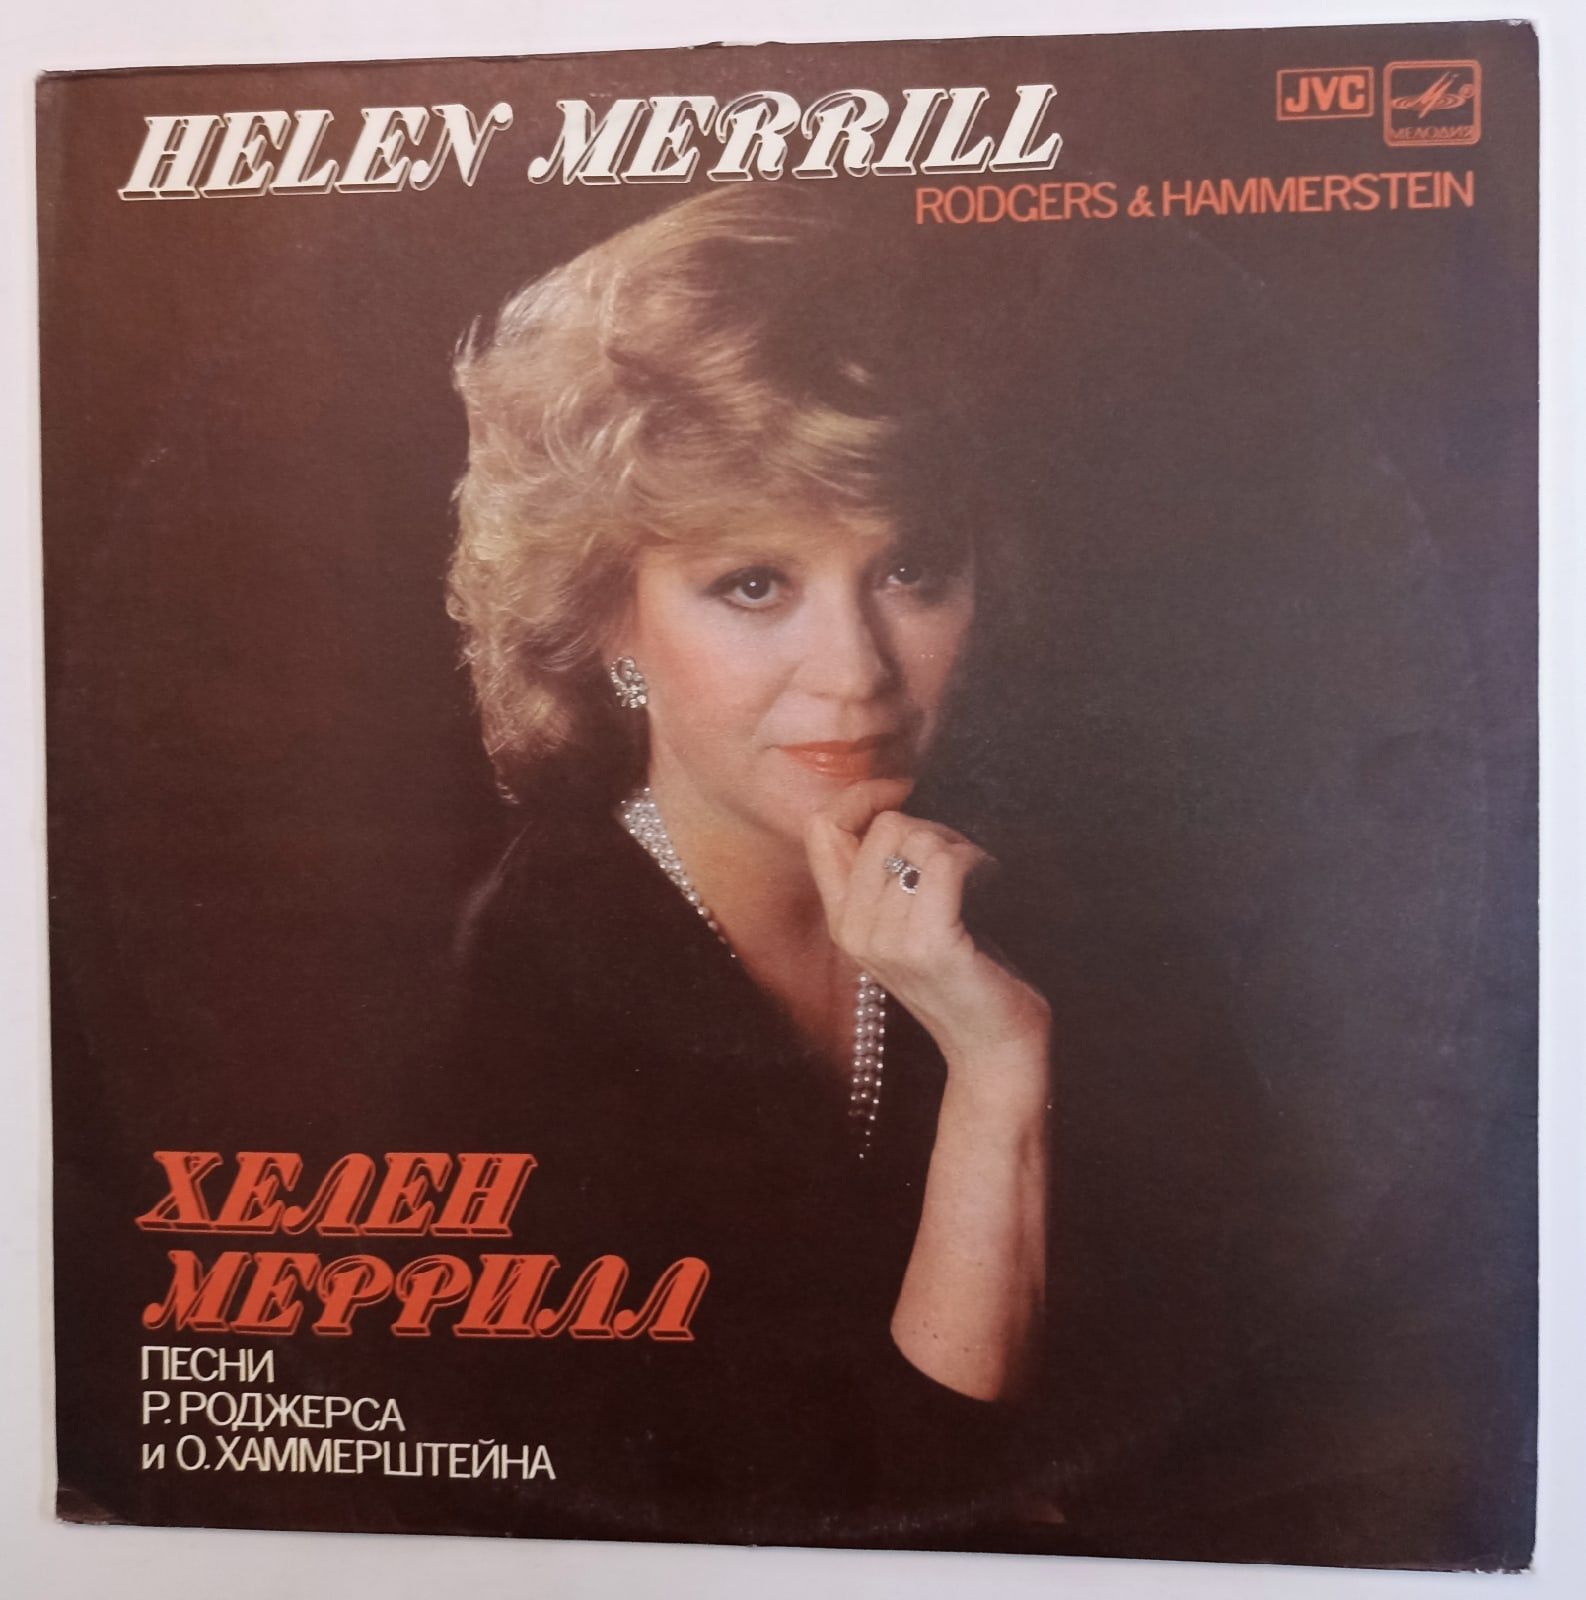 HELEN MERRILL
JVC
МЕЛОДИЯ
RODGERS & HAMMERSTEIN
ХЕЛЕН
МЕРРИЛЛ
ПЕСНИ
Р. РОДЖЕРСА
и О. ХАММЕРШТЕЙНА